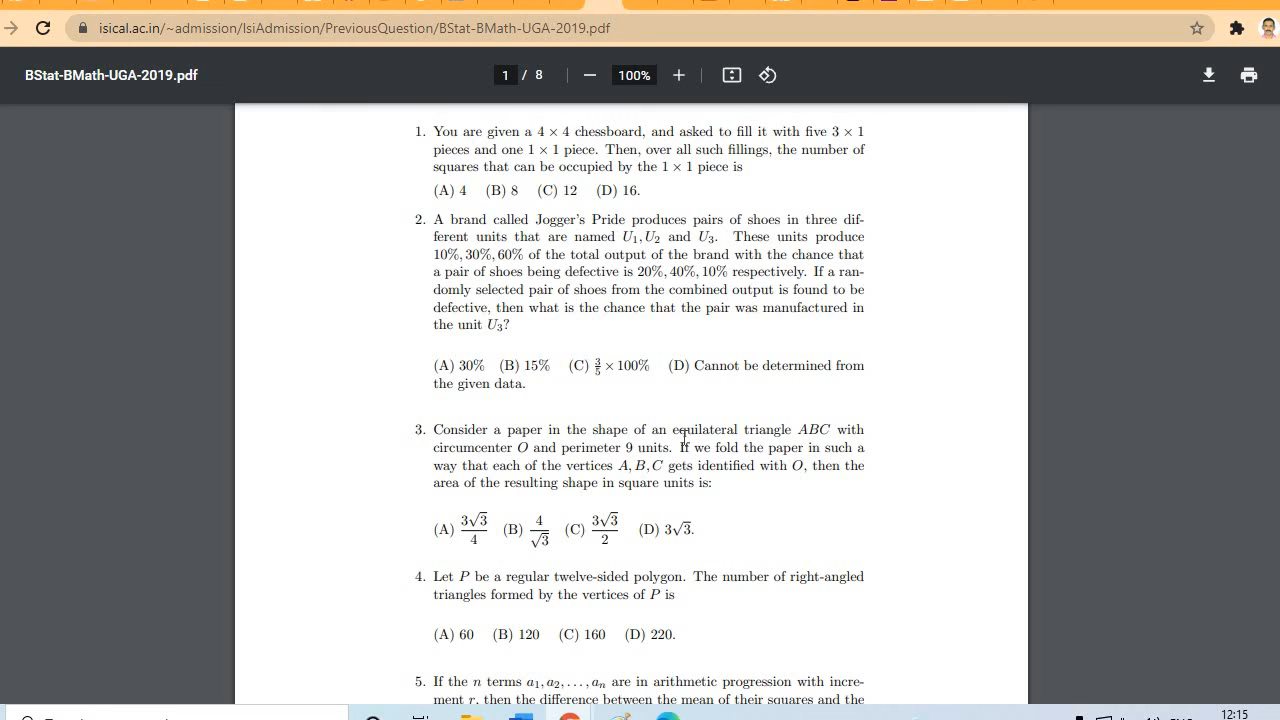 isical.ac.in/~admission/IsiAdmission/PreviousQuestion/BStat-BMath-UGA-2019.pdf
BStat-BMath-UGA-2019.pdf 1 / 8 − 100% +
1. You are given a 4 × 4 chessboard, and asked to fill it with five 3 × 1
pieces and one 1 × 1 piece. Then, over all such fillings, the number of
squares that can be occupied by the 1 × 1 piece is
(A) 4 (B) 8 (C) 12 (D) 16.
2. A brand called Jogger's Pride produces pairs of shoes in three dif-
ferent units that are named U₁, U₂ and U₃. These units produce
10%, 30%, 60% of the total output of the brand with the chance that
a pair of shoes being defective is 20%, 40%, 10% respectively. If a ran-
domly selected pair of shoes from the combined output is found to be
defective, then what is the chance that the pair was manufactured in
the unit U₃?
(A) 30% (B) 15% (C) 3/5 × 100% (D) Cannot be determined from
the given data.
3. Consider a paper in the shape of an equilateral triangle ABC with
circumcenter O and perimeter 9 units. If we fold the paper in such a
way that each of the vertices A, B, C gets identified with O, then the
area of the resulting shape in square units is:
(A) 3√3/4 (B) 4/√3 (C) 3√3/2 (D) 3√3.
4. Let P be a regular twelve-sided polygon. The number of right-angled
triangles formed by the vertices of P is
(A) 60 (B) 120 (C) 160 (D) 220.
5. If the n terms a₁, a₂, . . . , aₙ are in arithmetic progression with incre-
ment r, then the difference between the mean of their squares and the
12:15